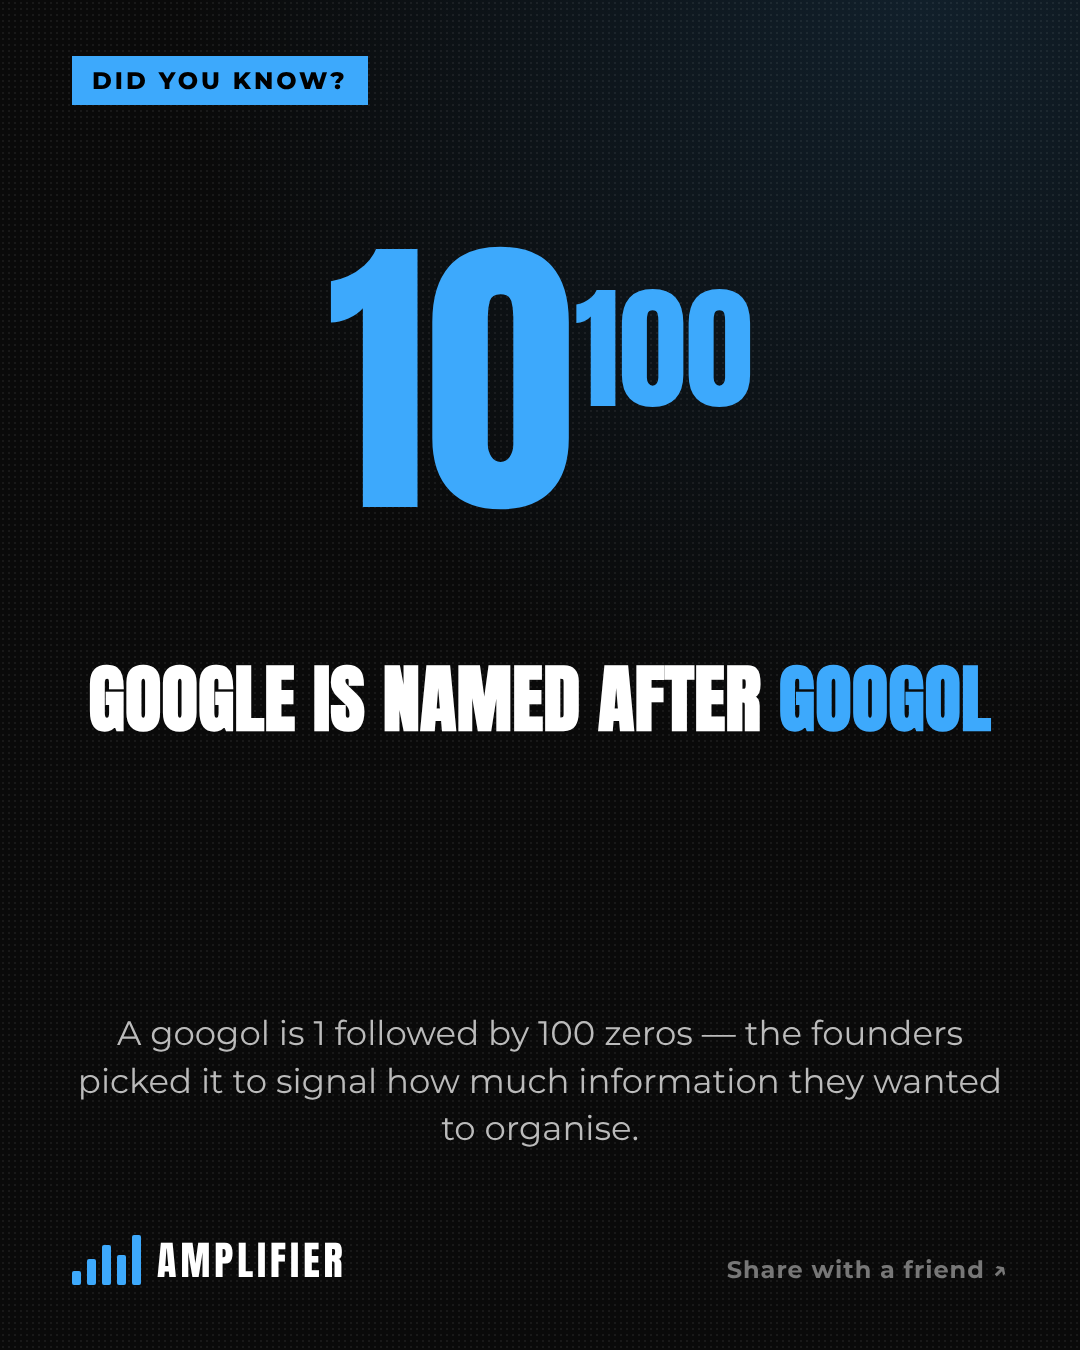 DID YOU KNOW?
10¹⁰⁰
GOOGLE IS NAMED AFTER GOOGOL
A googol is 1 followed by 100 zeros — the founders
picked it to signal how much information they wanted
to organise.
AMPLIFIER
Share with a friend ↗